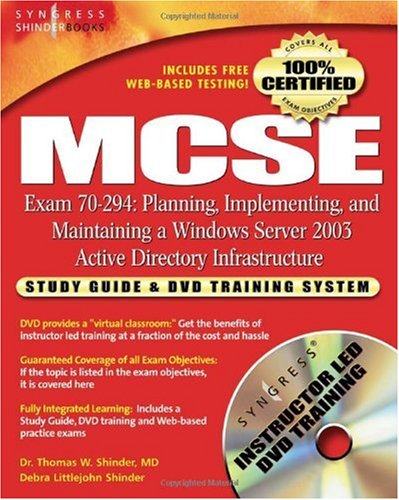 SYNGRESS
SHINDERBOOKS
INCLUDES FREE
WEB-BASED TESTING!
COVERS ALL
100%
CERTIFIED
EXAM OBJECTIVES
MCSE
Exam 70-294: Planning, Implementing, and
Maintaining a Windows Server 2003
Active Directory Infrastructure
STUDY GUIDE & DVD TRAINING SYSTEM
DVD provides a "virtual classroom:" Get the benefits of
instructor led training at a fraction of the cost and hassle
Guaranteed Coverage of all Exam Objectives:
If the topic is listed in the exam objectives, it
is covered here
Fully Integrated Learning: Includes a
Study Guide, DVD training and Web-based
practice exams
Dr. Thomas W. Shinder, MD
Debra Littlejohn Shinder
SYNGRESS®
INSTRUCTOR LED
DVD TRAINING